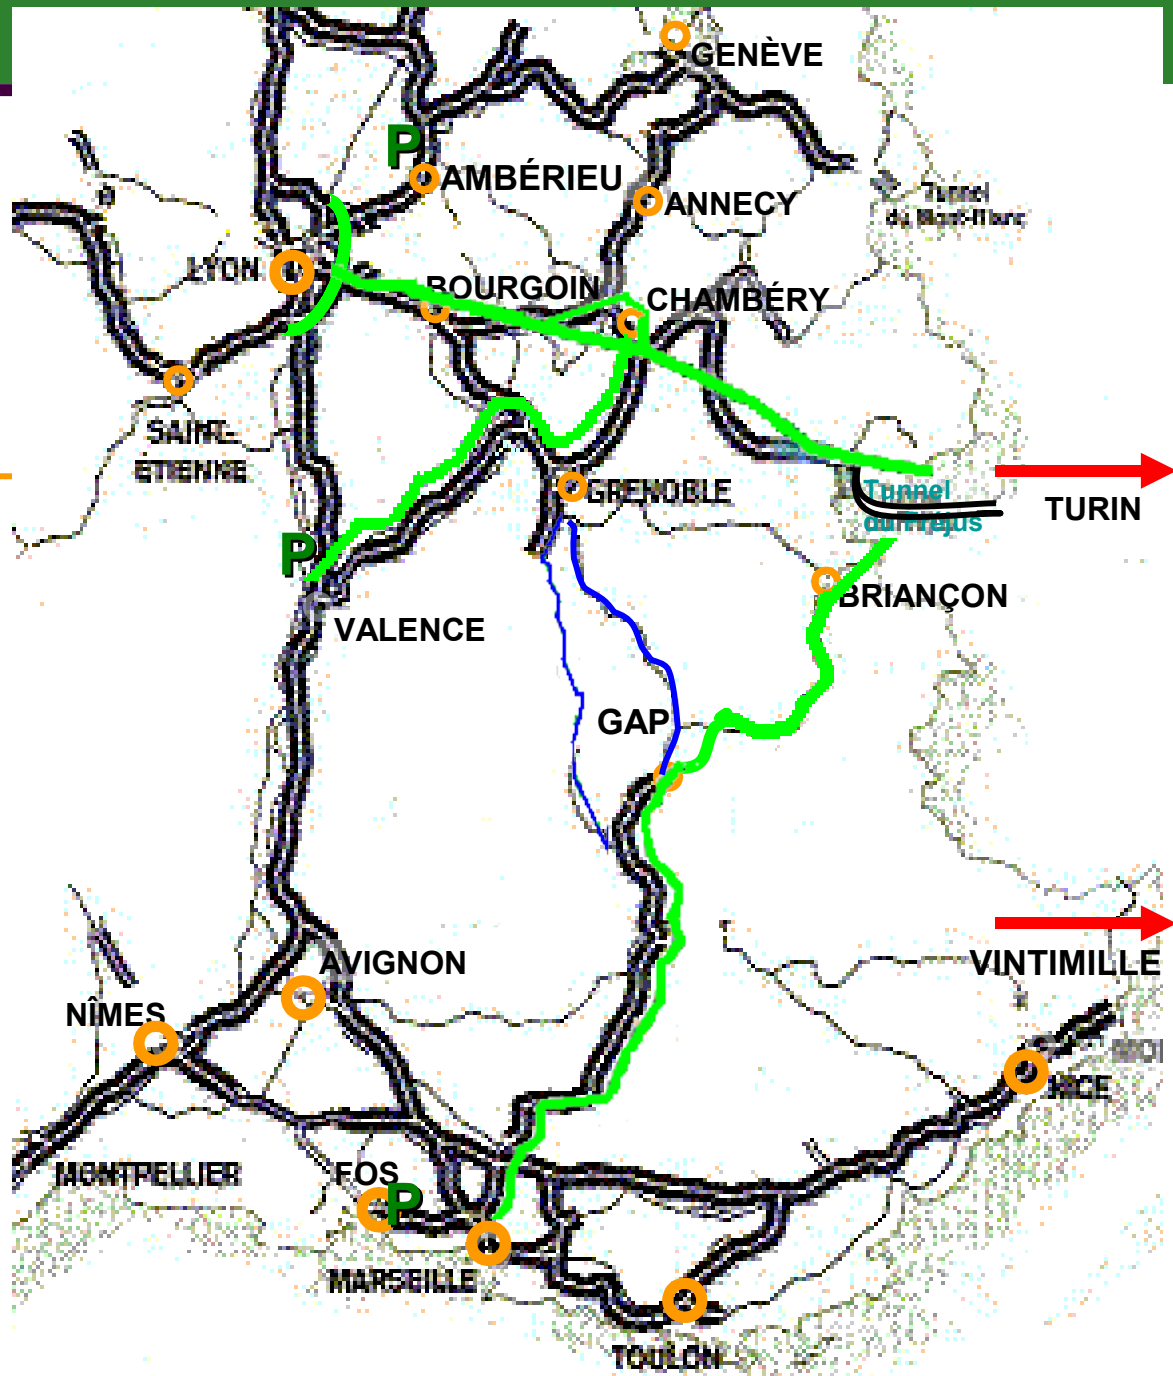 GENÈVE
P
AMBÉRIEU
ANNECY
Tunnel
du Mont-Blanc
LYON
BOURGOIN
CHAMBÉRY
SAINT-
ÉTIENNE
GRENOBLE
Tunnel
du Fréjus
TURIN
P
BRIANÇON
VALENCE
GAP
AVIGNON
VINTIMILLE
NÎMES
NICE
MONTPELLIER
FOS
P
MARSEILLE
TOULON